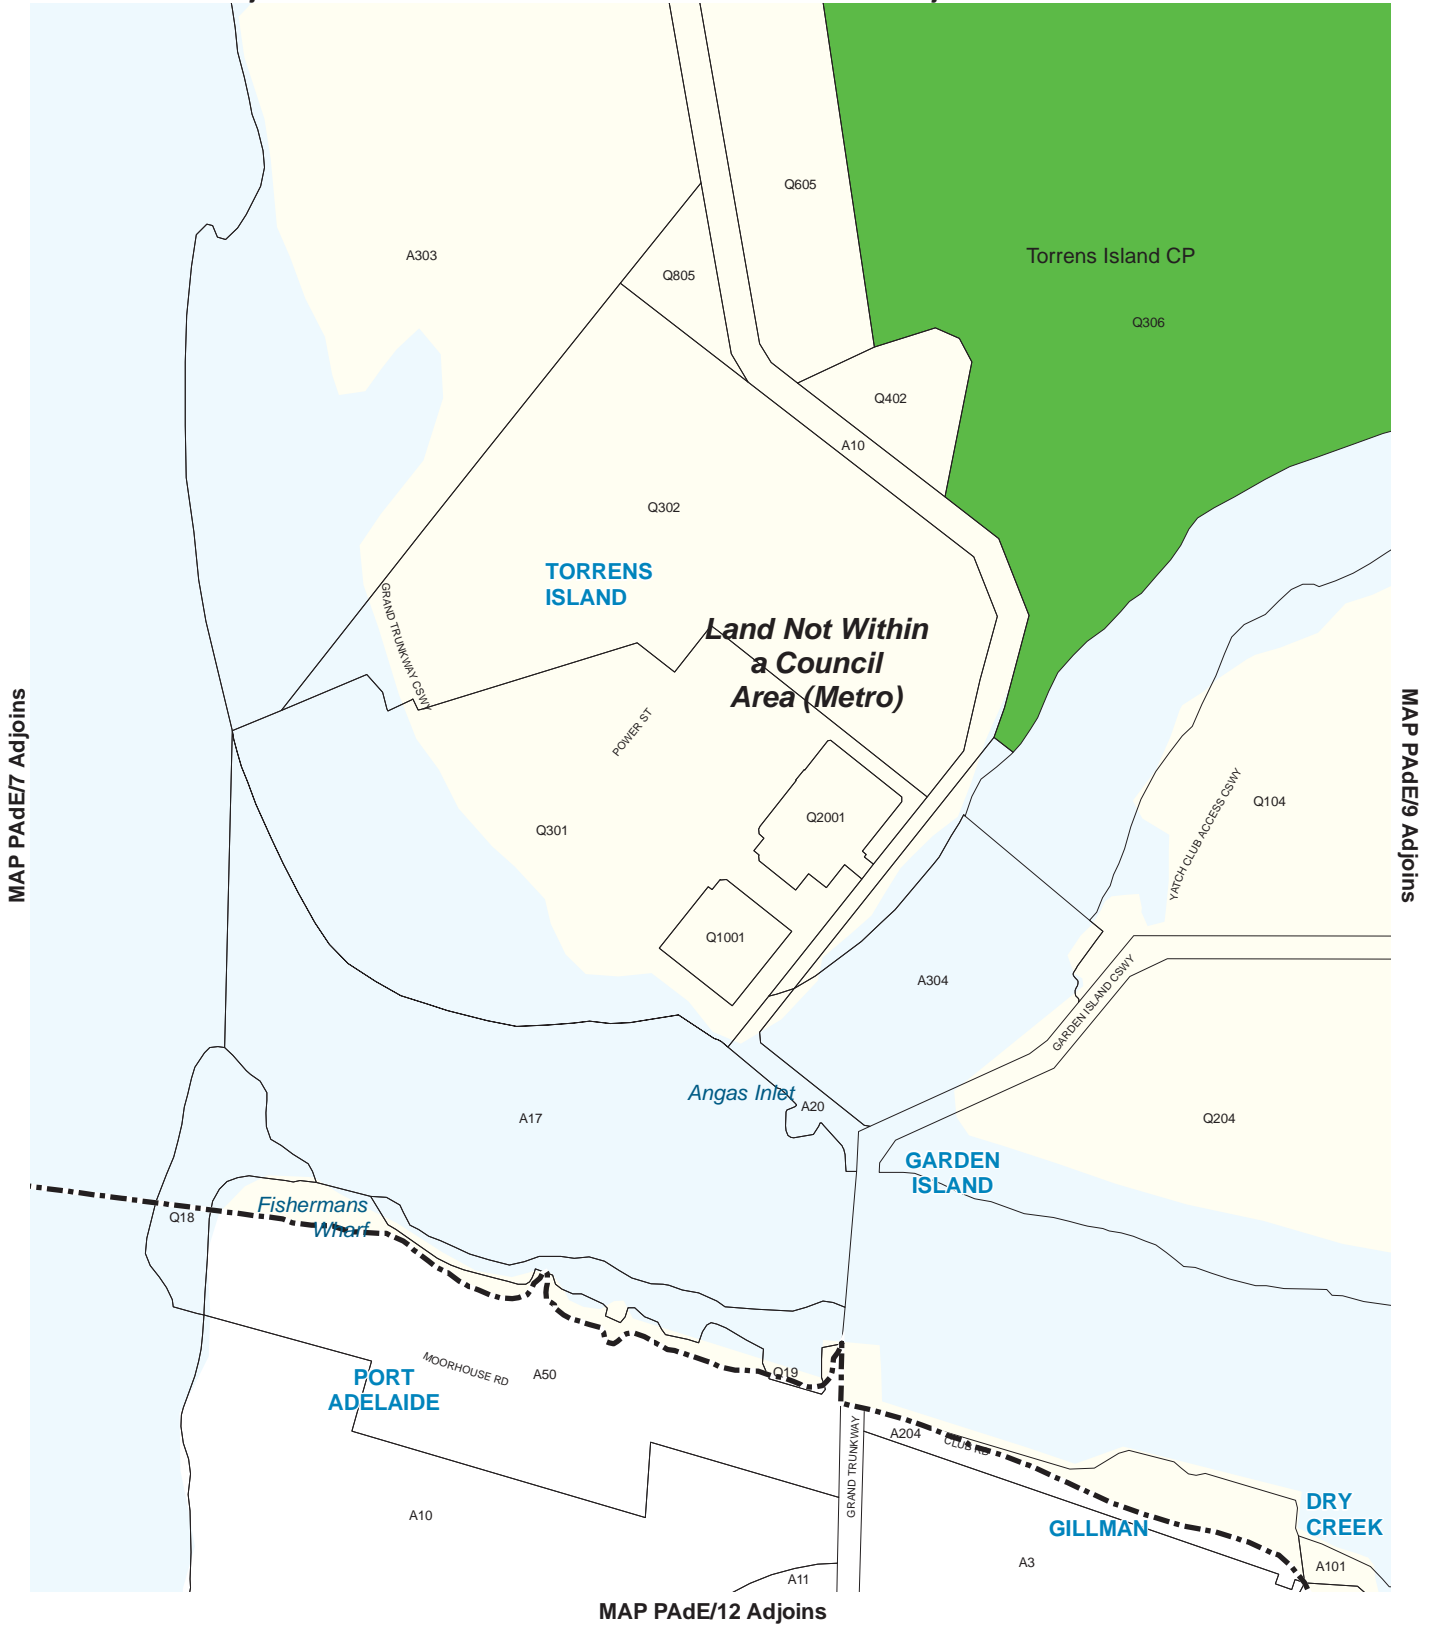 Q605
A303
Torrens Island CP
Q805
Q306
Q402
A10
Q302
TORRENS
ISLAND
GRAND TRUNKWAY CSWY
Land Not Within
a Council
Area (Metro)
MAP PAdE/7 Adjoins
MAP PAdE/9 Adjoins
POWER ST
YATCH CLUB ACCESS CSWY
Q104
Q2001
Q301
Q1001
A304
GARDEN ISLAND CSWY
Angas Inlet
A20
A17
Q204
GARDEN
ISLAND
Fishermans
Wharf
Q18
MOORHOUSE RD
A50
Q19
PORT
ADELAIDE
A204
CLUB RD
GRAND TRUNKWAY
DRY
CREEK
A10
GILLMAN
A3
A101
A11
MAP PAdE/12 Adjoins